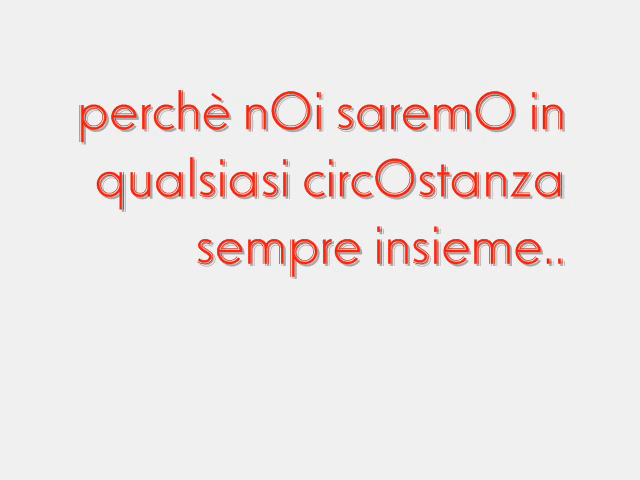 perchè nOi saremO in
qualsiasi circOstanza
sempre insieme..